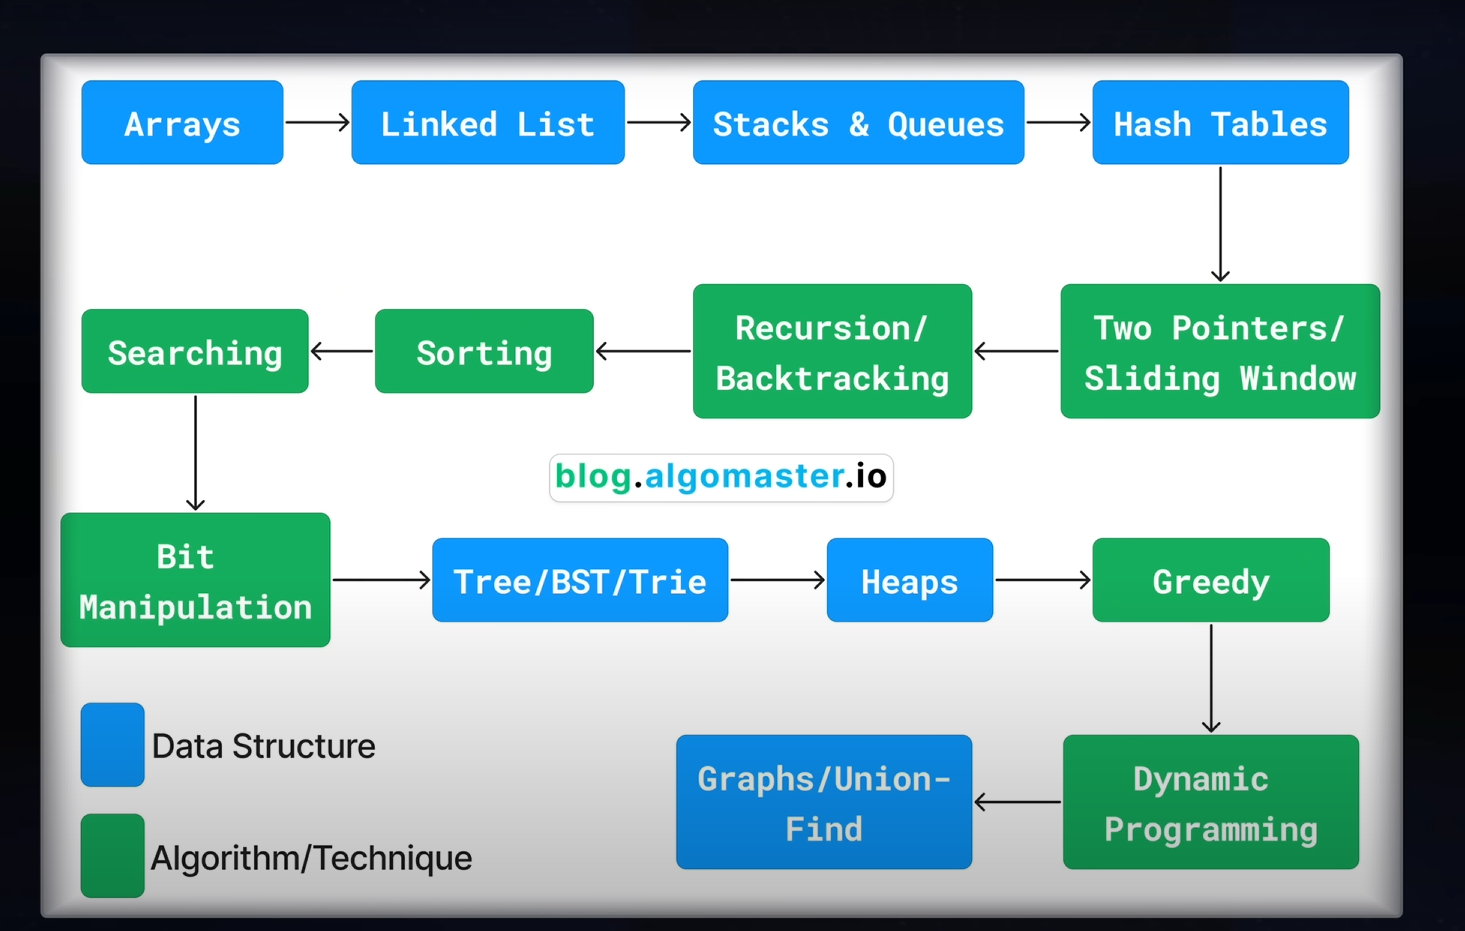 Arrays
Linked List
Stacks & Queues
Hash Tables
Two Pointers/
Sliding Window
Recursion/
Backtracking
Sorting
Searching
blog.algomaster.io
Bit
Manipulation
Tree/BST/Trie
Heaps
Greedy
Dynamic
Programming
Graphs/Union-
Find
Data Structure
Algorithm/Technique